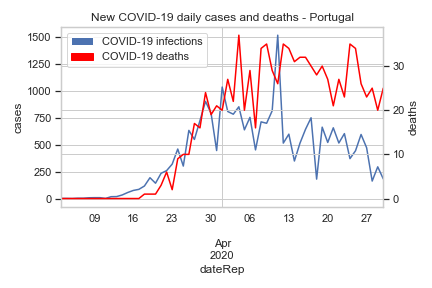 New COVID-19 daily cases and deaths - Portugal
COVID-19 infections
COVID-19 deaths
1500
1250
1000
750
500
250
0
cases
30
20
10
0
deaths
09 16 23 30 06 13 20 27
Apr
2020
dateRep